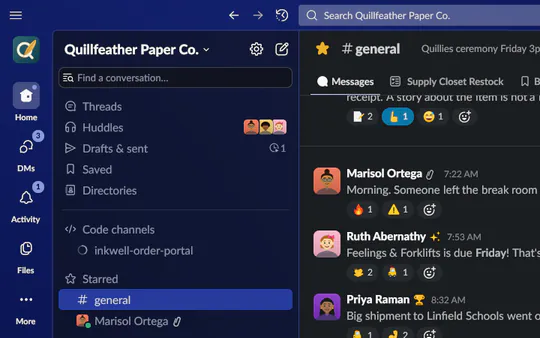 Search Quillfeather Paper Co.
Home
3
DMs
1
Activity
Files
More
Quillfeather Paper Co.
Find a conversation...
Threads
Huddles
Drafts & sent
1
Saved
Directories
Code channels
inkwell-order-portal
Starred
# general
Marisol Ortega
# general
Quillies ceremony Friday 3p
Messages
Supply Closet Restock
B
receipt. A story about the item is not a
2
1
1
Marisol Ortega 7:22 AM
Morning. Someone left the break room
1
1
Ruth Abernathy 7:53 AM
Feelings & Forklifts is due Friday! That's
2
1
Priya Raman 8:32 AM
Big shipment to Linfield Schools went o
1
2